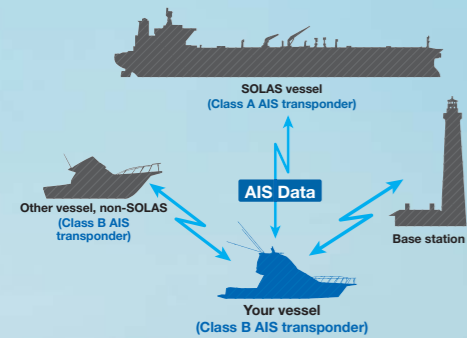 SOLAS vessel
(Class A AIS transponder)
AIS Data
Other vessel, non-SOLAS
(Class B AIS
transponder)
Base station
Your vessel
(Class B AIS transponder)